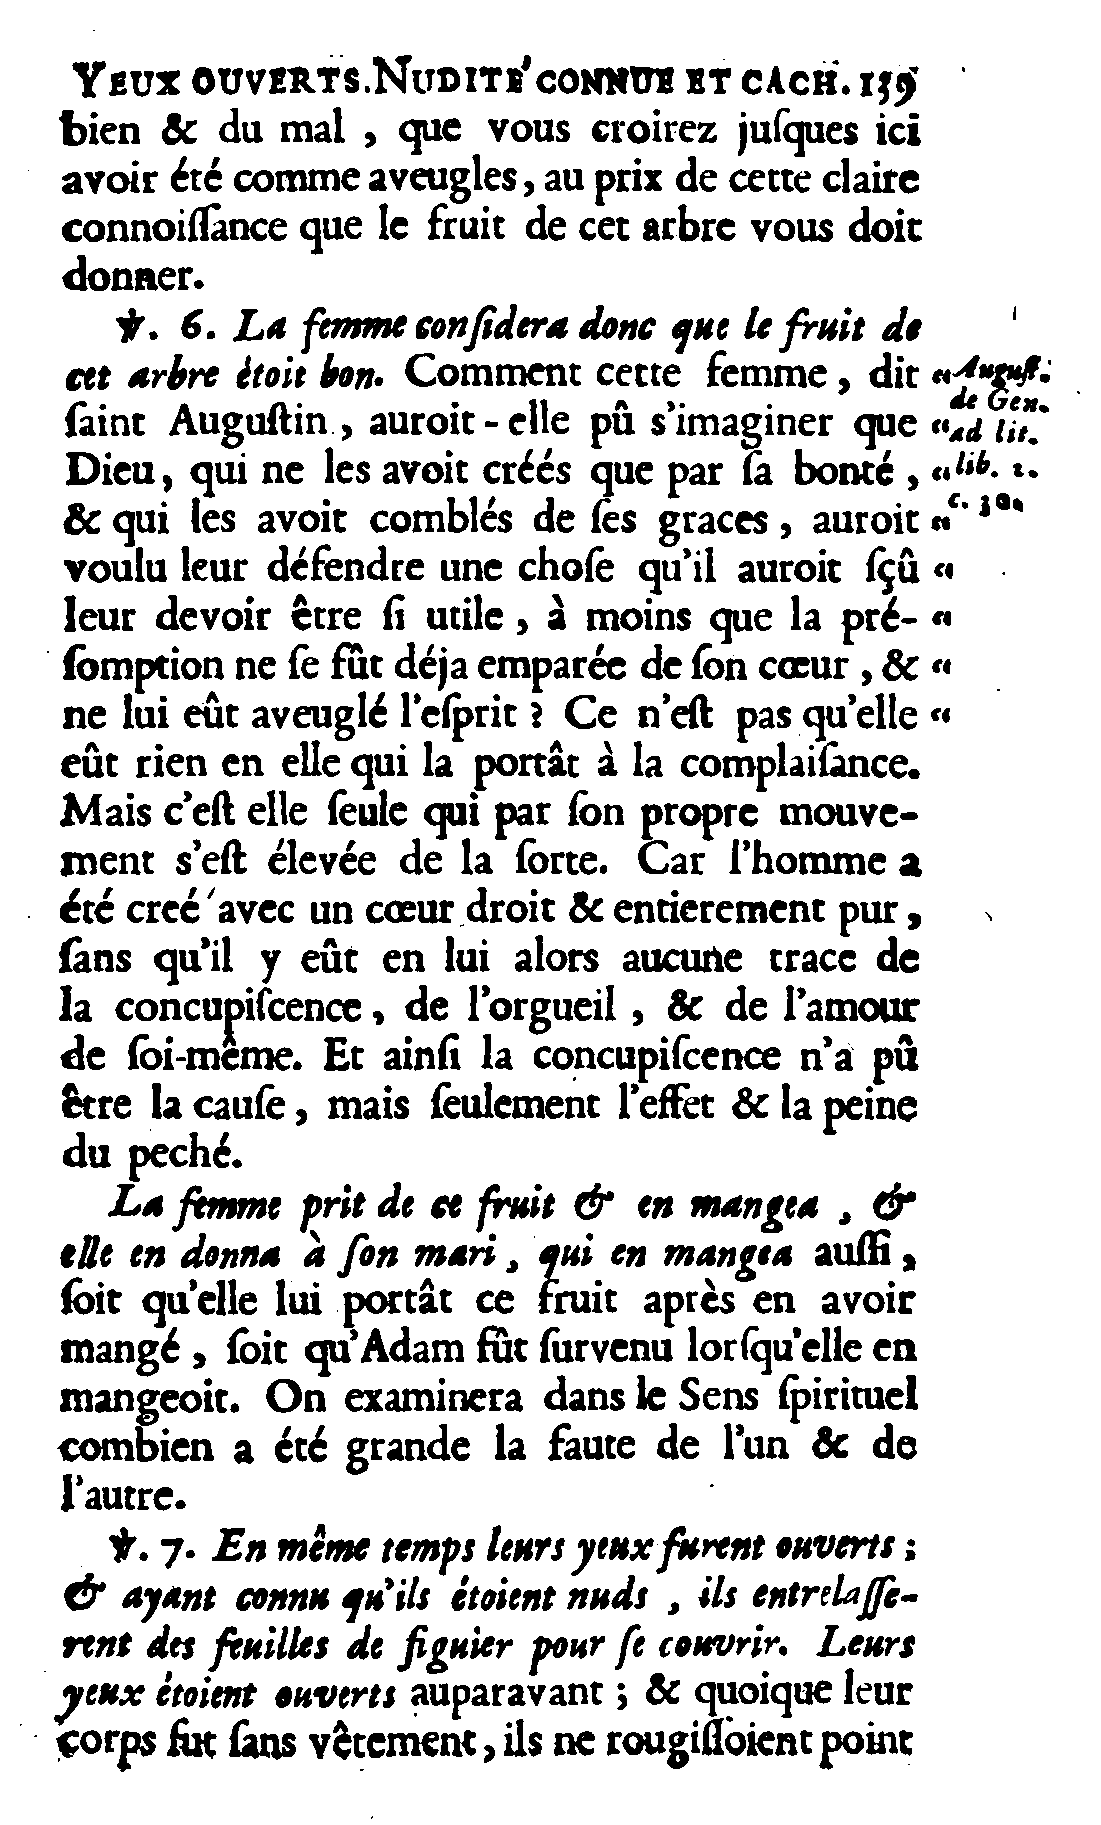 YEUX OUVERTS. NUDITÉ CONNUE ET CACH. 139
bien & du mal, que vous croirez juſques ici
avoir été comme aveugles, au prix de cette claire
connoiſſance que le fruit de cet arbre vous doit
donner.
℣. 6. La femme conſidera donc que le fruit de
cet arbre êtoit bon. Comment cette femme, dit “ Auguſt.
de Gen.
ſaint Auguſtin, auroit-elle pû s'imaginer que “ ad lit.
Dieu, qui ne les avoit créés que par ſa bonté, “ lib. 1.
& qui les avoit comblés de ſes graces, auroit “ c. 30.
voulu leur défendre une choſe qu'il auroit ſçû “
leur devoir être ſi utile, à moins que la pré- “
ſomption ne ſe fût déja emparée de ſon cœur, & “
ne lui eût aveuglé l'eſprit ? Ce n'eſt pas qu'elle “
eût rien en elle qui la portât à la complaiſance.
Mais c'eſt elle ſeule qui par ſon propre mouve-
ment s'eſt élevée de la ſorte. Car l'homme a
été creé avec un cœur droit & entierement pur,
ſans qu'il y eût en lui alors aucune trace de
la concupiſcence, de l'orgueil, & de l'amour
de ſoi-même. Et ainſi la concupiſcence n'a pû
être la cauſe, mais ſeulement l'effet & la peine
du peché.
La femme prit de ce fruit & en mangea, &
elle en donna à ſon mari, qui en mangea auſſi,
ſoit qu'elle lui portât ce fruit après en avoir
mangé, ſoit qu'Adam fût ſurvenu lorſqu'elle en
mangeoit. On examinera dans le Sens ſpirituel
combien a été grande la faute de l'un & de
l'autre.
℣. 7. En même temps leurs yeux furent ouverts ;
& ayant connu qu'ils étoient nuds, ils entrelaſſe-
rent des feuilles de figuier pour ſe couvrir. Leurs
yeux étoient ouverts auparavant ; & quoique leur
corps fut ſans vêtement, ils ne rougiſſoient point